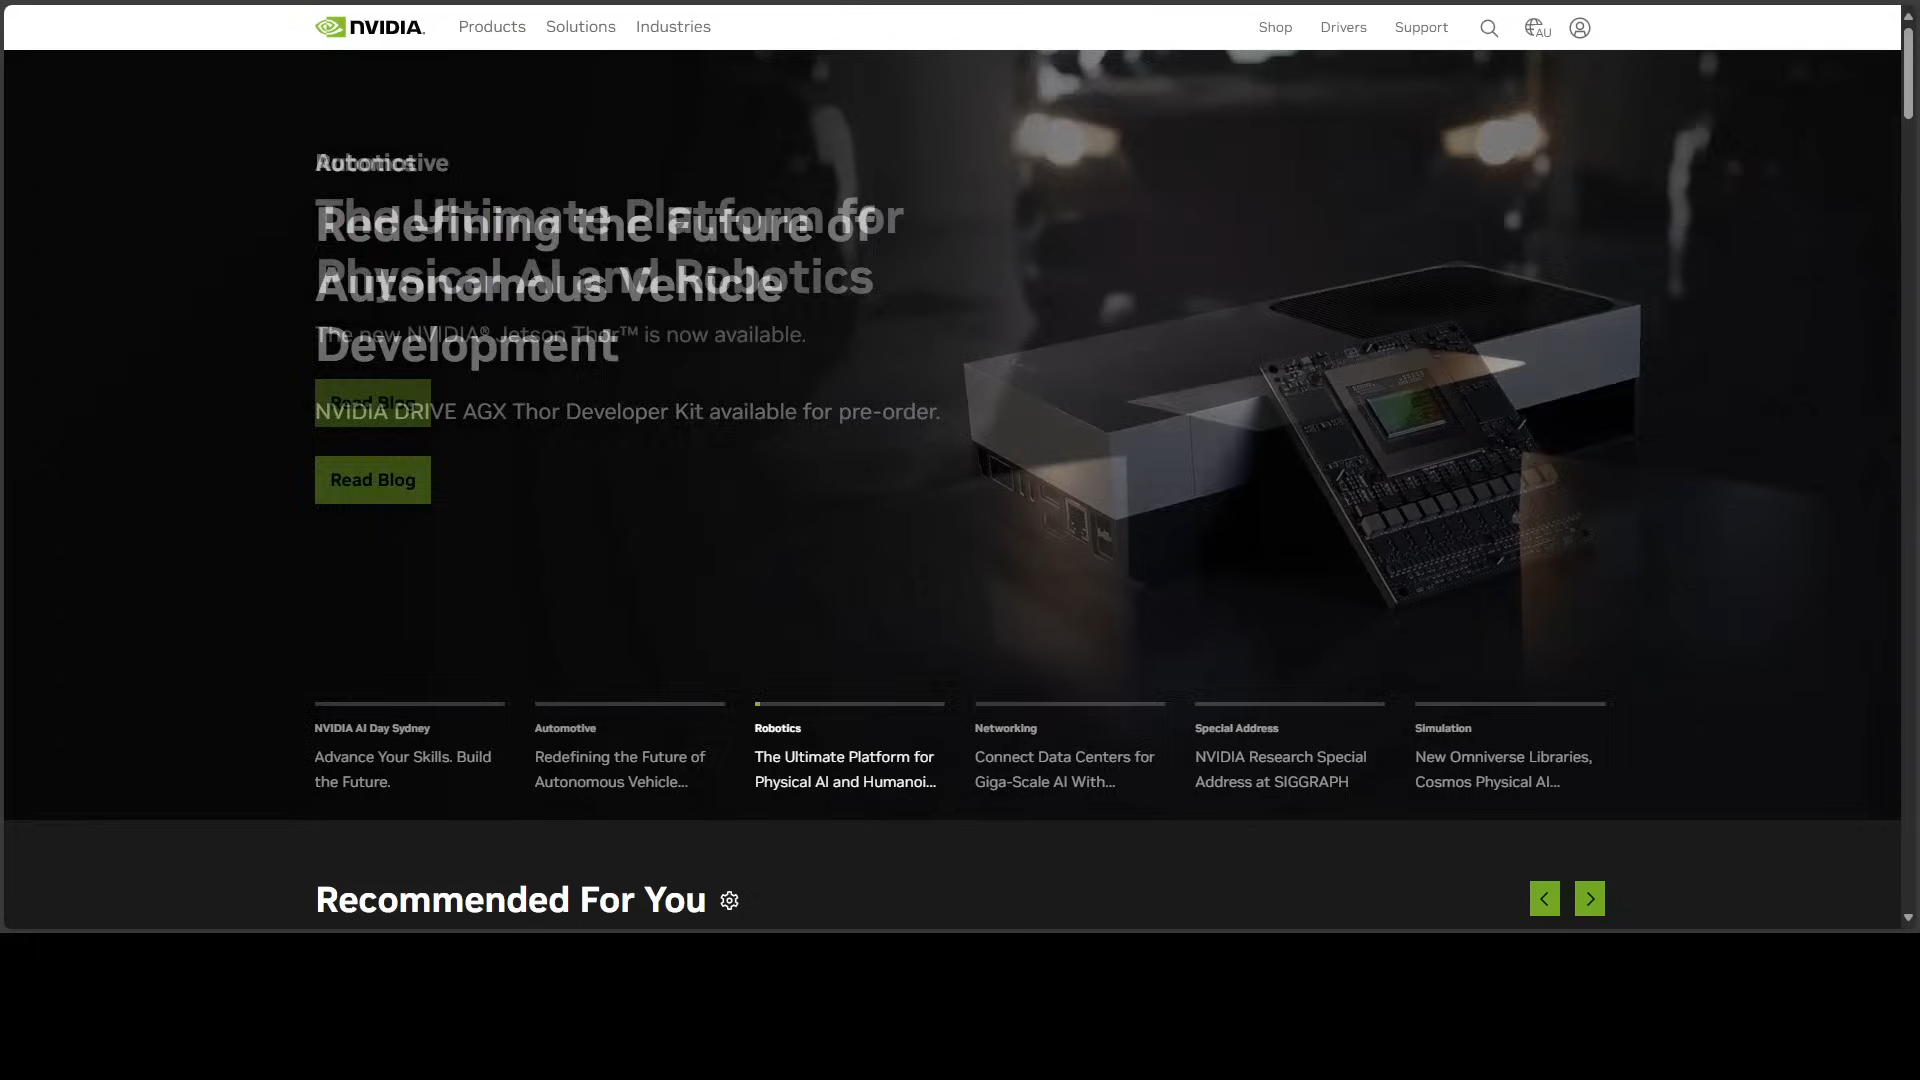 NVIDIA.
Products
Solutions
Industries
Shop
Drivers
Support
AU
Automotive
Robotics
Redefining the Future of
Autonomous Vehicle
Development
NVIDIA DRIVE AGX Thor Developer Kit available for pre-order.
Read Blog
The Ultimate Platform for
Physical AI and Robotics
The new NVIDIA® Jetson Thor™ is now available.
Read Blog
NVIDIA AI Day Sydney
Advance Your Skills. Build
the Future.
Automotive
Redefining the Future of
Autonomous Vehicle...
Robotics
The Ultimate Platform for
Physical AI and Humanoi...
Networking
Connect Data Centers for
Giga-Scale AI With...
Special Address
NVIDIA Research Special
Address at SIGGRAPH
Simulation
New Omniverse Libraries,
Cosmos Physical AI...
Recommended For You